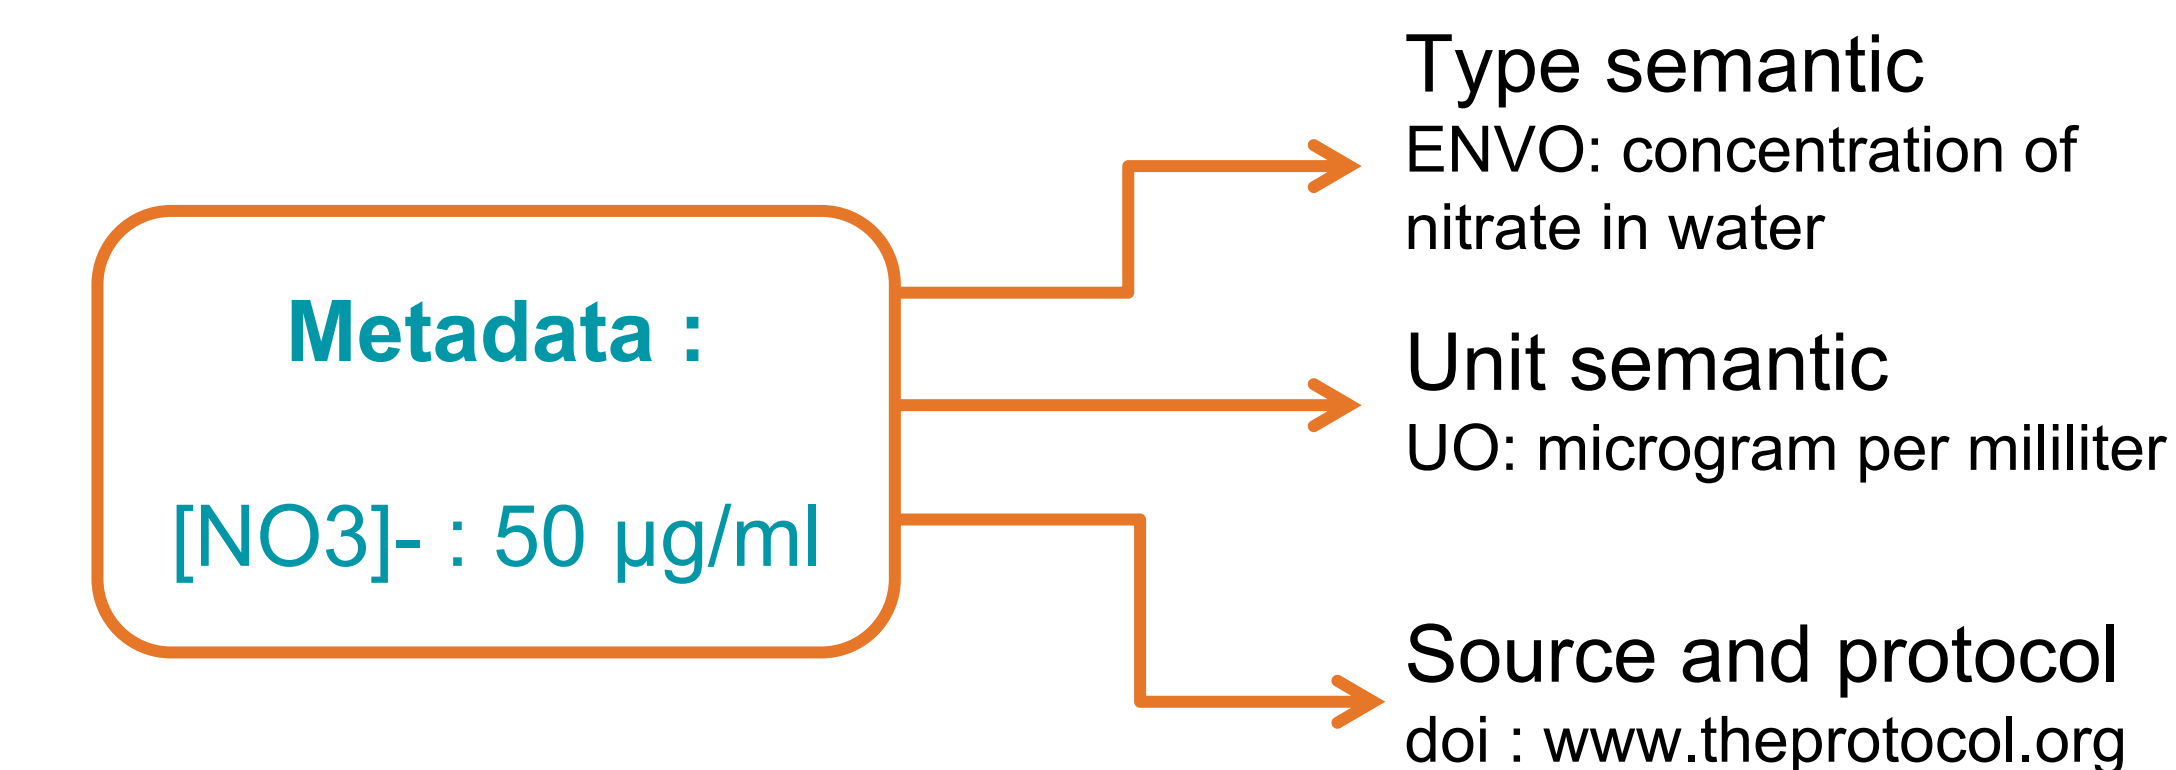 Metadata :
[NO3]- : 50 µg/ml
Type semantic
ENVO: concentration of
nitrate in water
Unit semantic
UO: microgram per mililiter
Source and protocol
doi : www.theprotocol.org